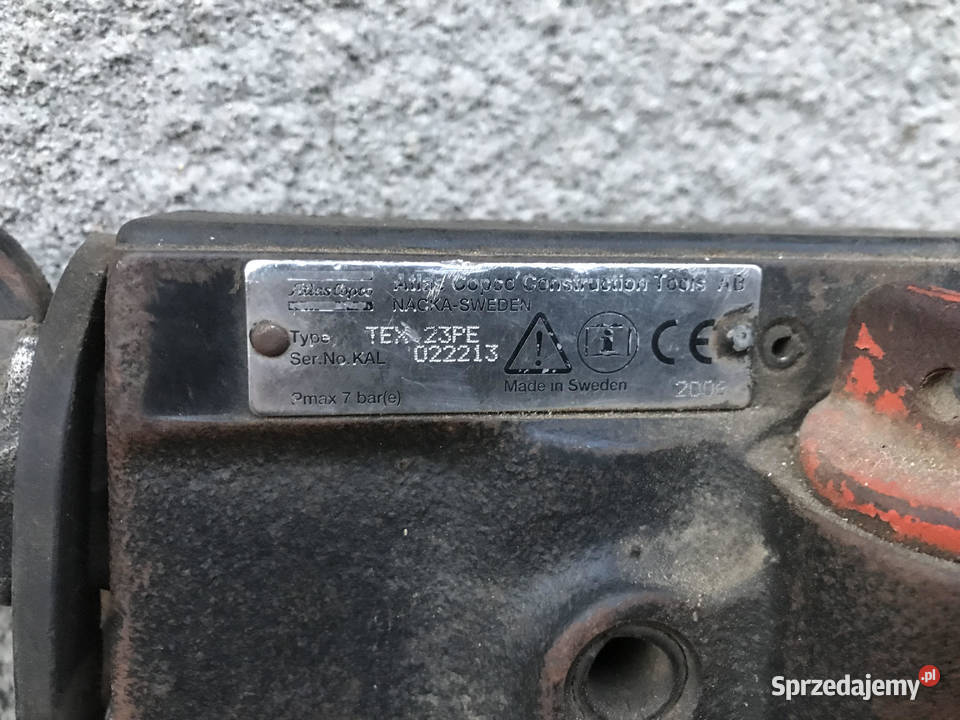 Atlas Copco
Atlas Copco Construction Tools AB
NACKA-SWEDEN
Type TEX 23PE
Ser.No.KAL 022213
Pmax 7 bar(e)
Made in Sweden
CE
Sprzedajemy.pl